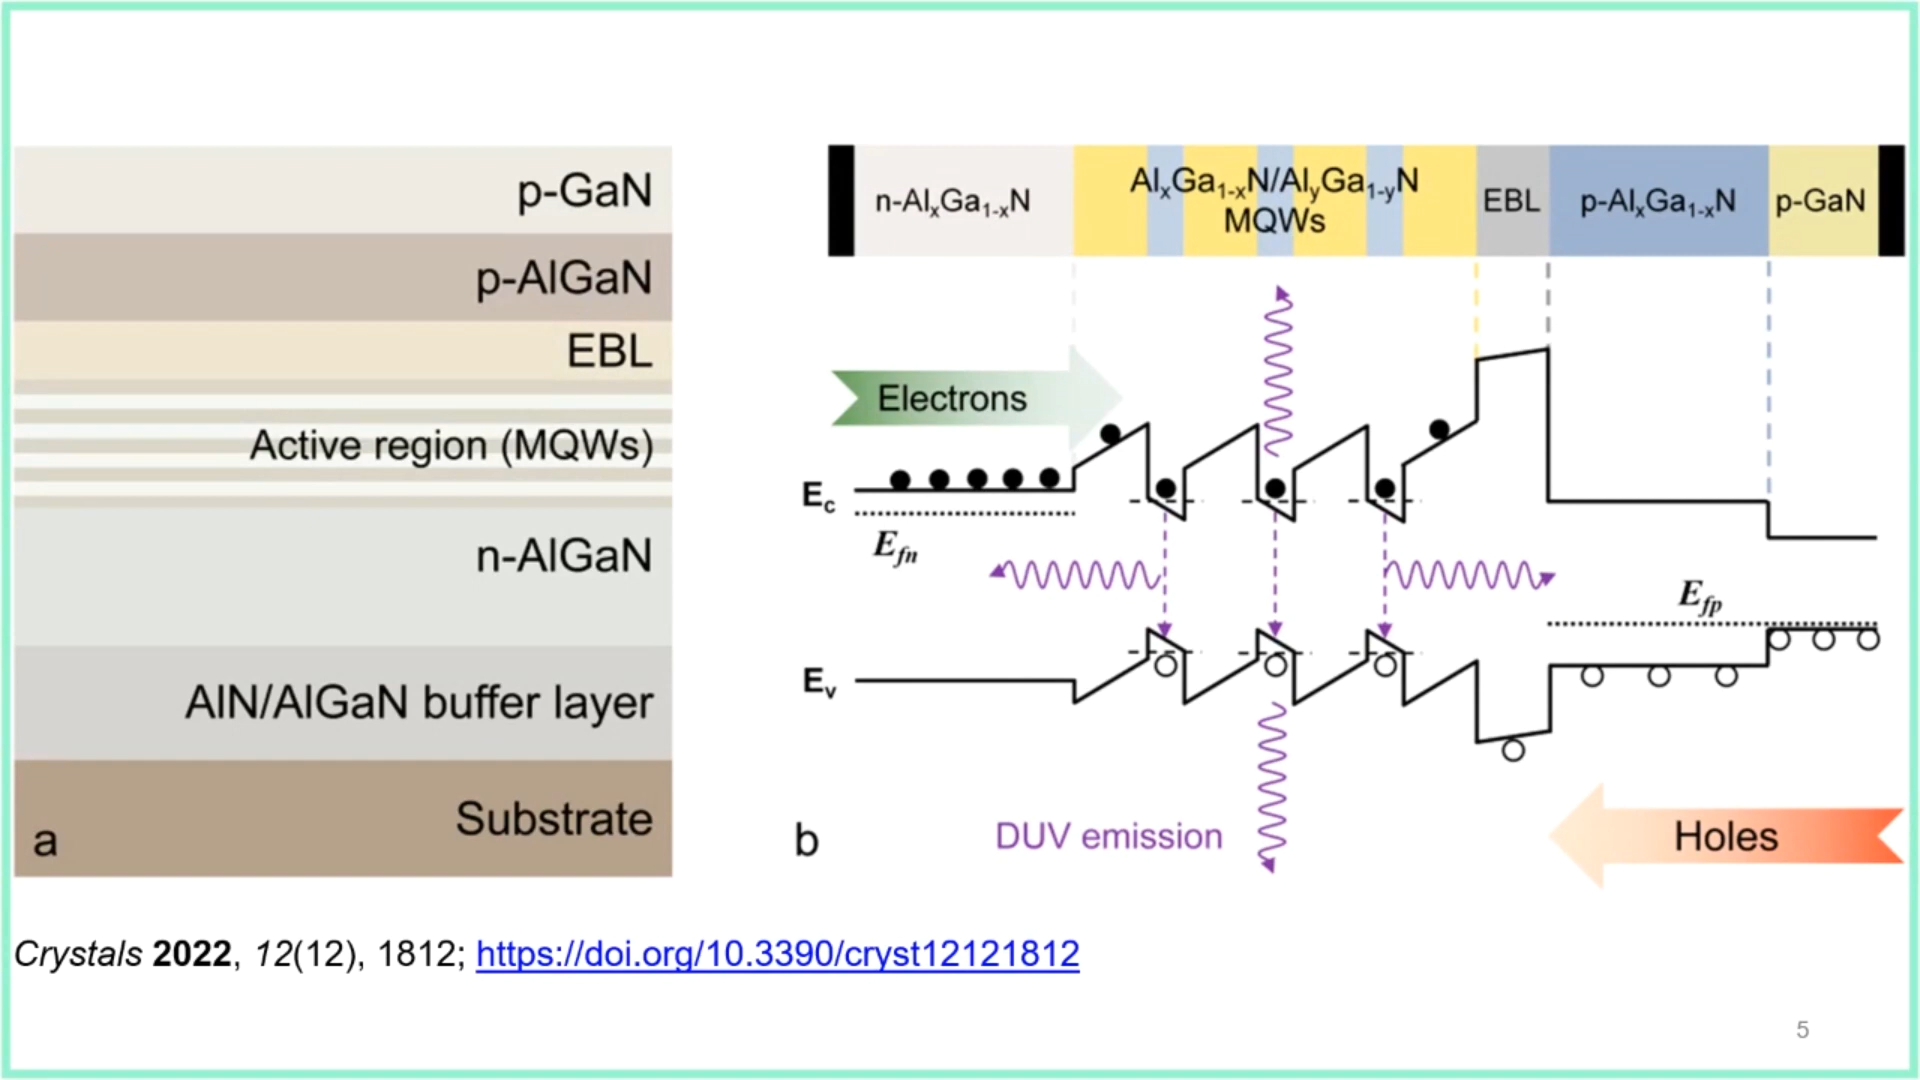 p-GaN
p-AlGaN
EBL
Active region (MQWs)
n-AlGaN
AlN/AlGaN buffer layer
Substrate
a
n-AlₓGa₁₋ₓN
AlₓGa₁₋ₓN/AlyGa₁₋yN
MQWs
EBL
p-AlₓGa₁₋ₓN
p-GaN
Electrons
Ec
Efn
Efp
Ev
DUV emission
Holes
b
Crystals 2022, 12(12), 1812; https://doi.org/10.3390/cryst12121812
5